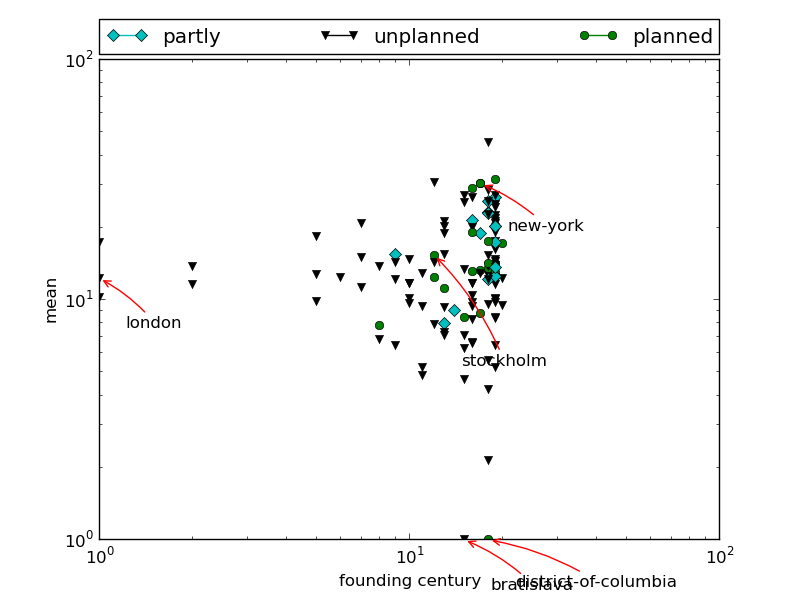 partly unplanned planned
10^2
mean
new-york
10^1
london
stockholm
10^0
10^0 10^1 10^2
founding century
bratislava
district-of-columbia